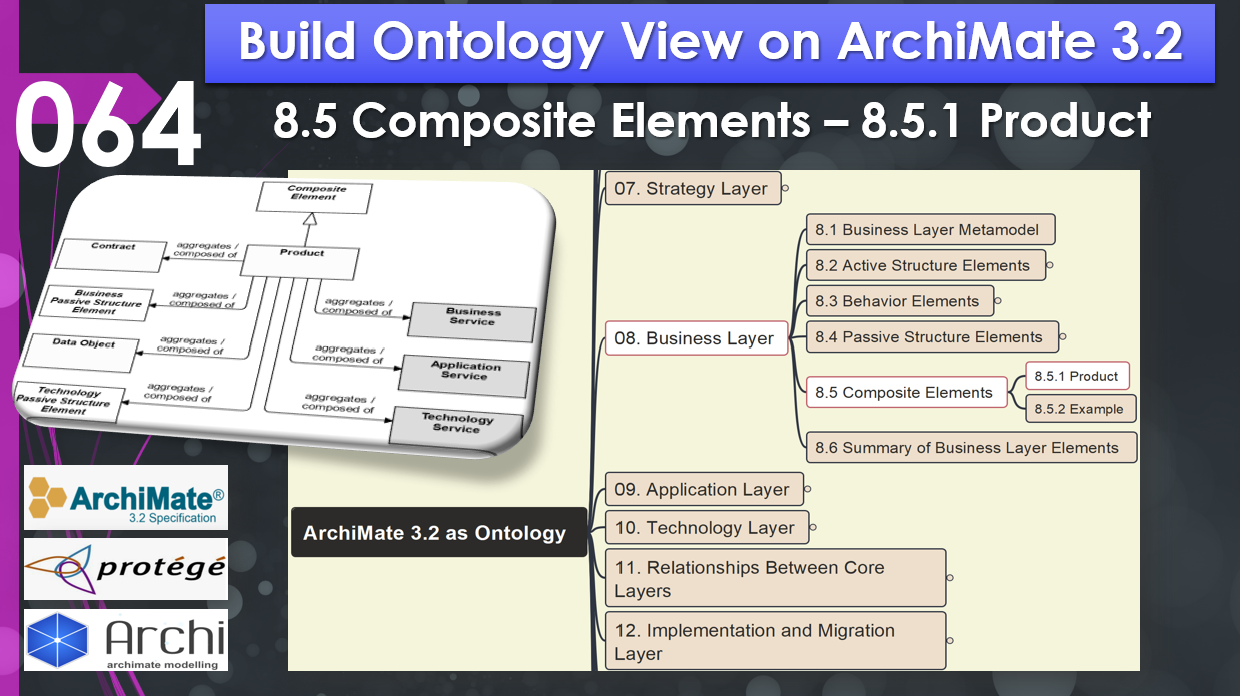 Build Ontology View on ArchiMate 3.2
064
8.5 Composite Elements – 8.5.1 Product
Composite
Element
Contract
aggregates /
composed of
Product
Business
Passive Structure
Element
aggregates /
composed of
aggregates /
composed of
Business
Service
Data Object
aggregates /
composed of
aggregates /
composed of
Application
Service
Technology
Passive Structure
Element
aggregates /
composed of
aggregates /
composed of
Technology
Service
07. Strategy Layer
8.1 Business Layer Metamodel
8.2 Active Structure Elements
8.3 Behavior Elements
08. Business Layer
8.4 Passive Structure Elements
8.5 Composite Elements
8.5.1 Product
8.5.2 Example
8.6 Summary of Business Layer Elements
09. Application Layer
ArchiMate 3.2 as Ontology
10. Technology Layer
11. Relationships Between Core
Layers
12. Implementation and Migration
Layer
ArchiMate®
3.2 Specification
protégé
Archi
archimate modelling